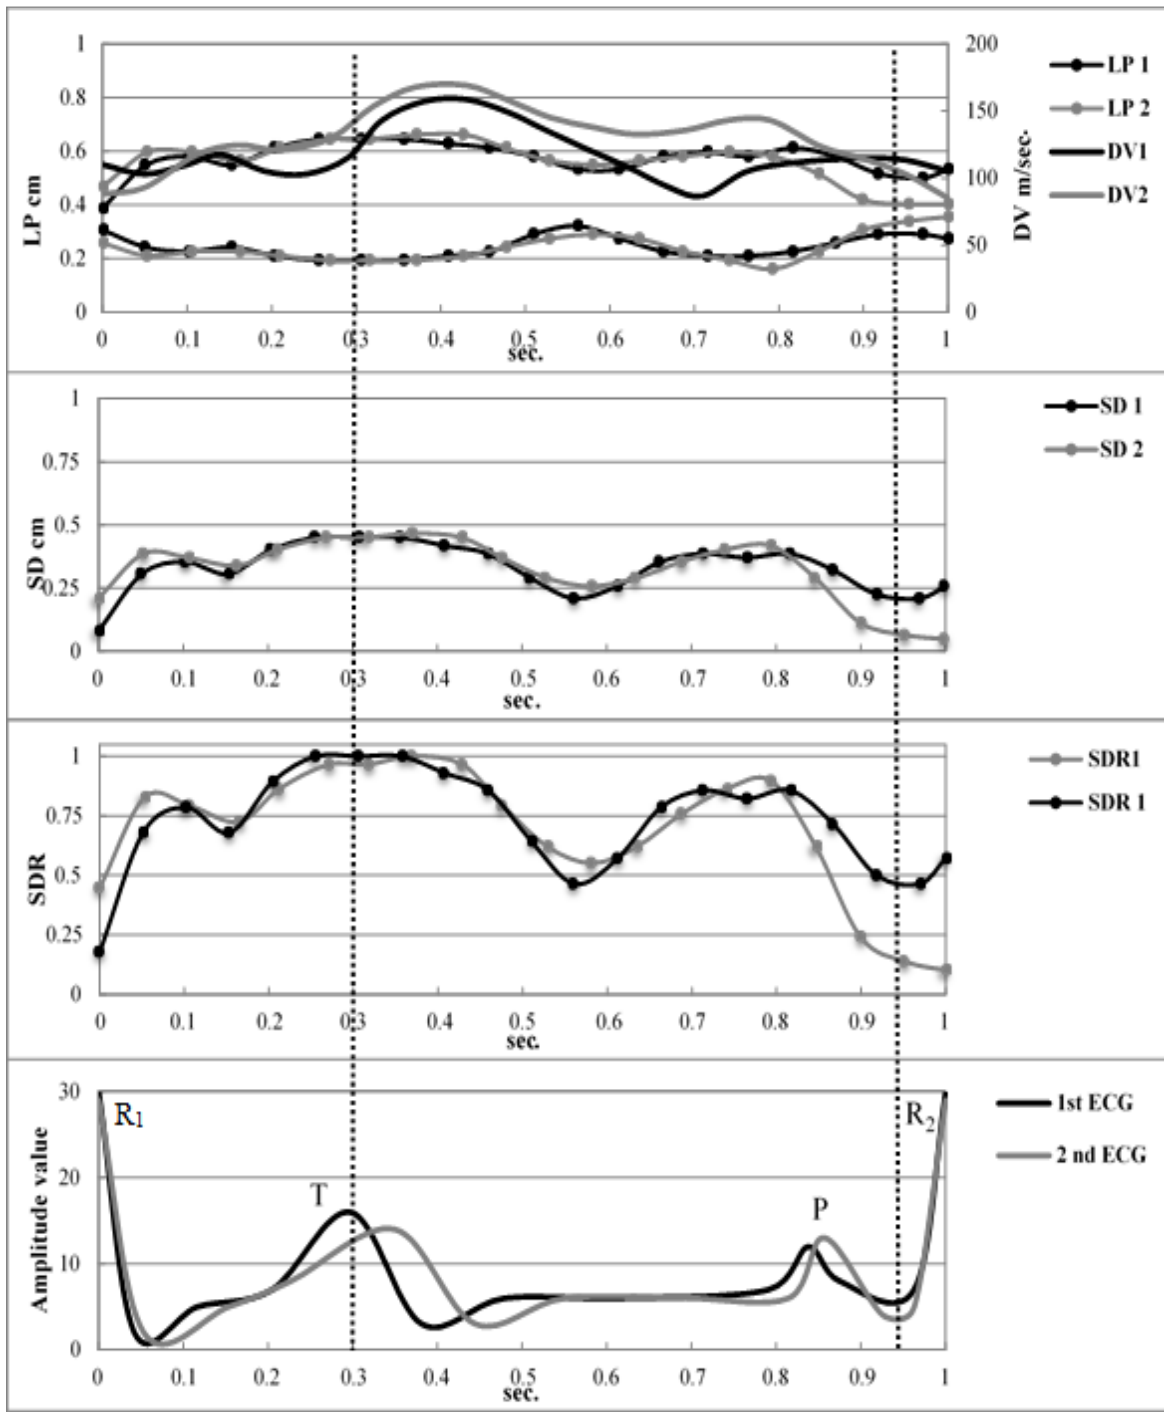 1
0.8
0.6
0.4
0.2
0
LP cm
200
150
100
50
0
DV m/sec.
0 0.1 0.2 0.3 0.4 0.5 0.6 0.7 0.8 0.9 1
sec.
LP 1
LP 2
DV1
DV2
1
0.75
0.5
0.25
0
SD cm
0 0.1 0.2 0.3 0.4 0.5 0.6 0.7 0.8 0.9 1
sec.
SD 1
SD 2
1
0.75
0.5
0.25
0
SDR
0 0.1 0.2 0.3 0.4 0.5 0.6 0.7 0.8 0.9 1
sec.
SDR1
SDR 1
30
20
10
0
Amplitude value
R1
T
P
R2
0 0.1 0.2 0.3 0.4 0.5 0.6 0.7 0.8 0.9 1
sec.
1st ECG
2 nd ECG